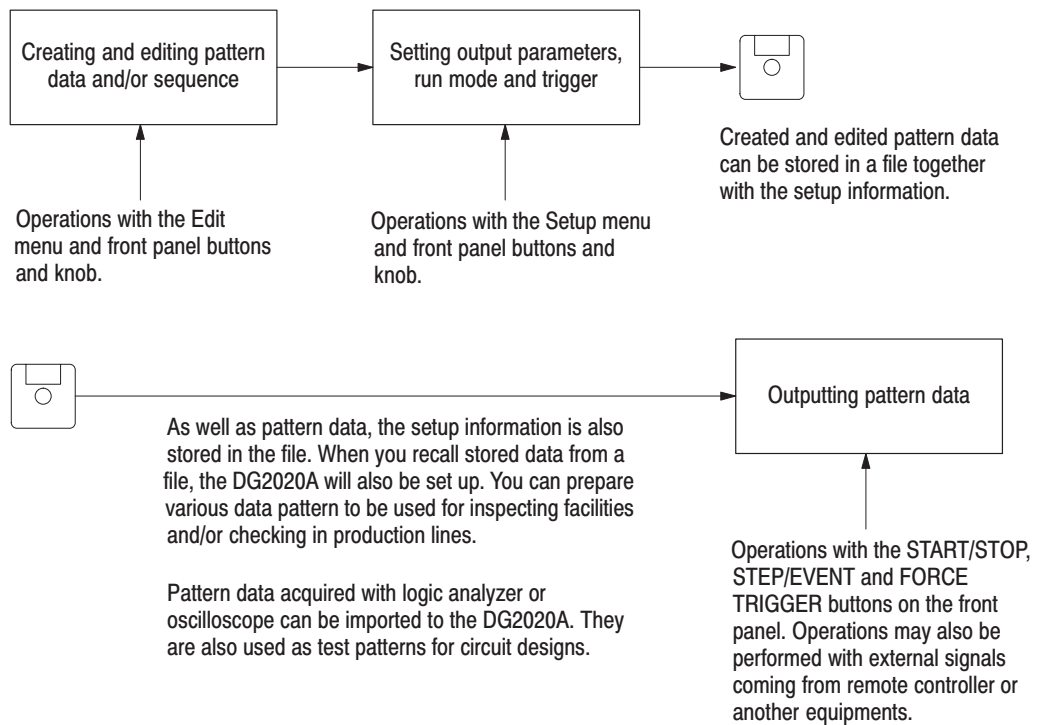 Creating and editing pattern
data and/or sequence
Setting output parameters,
run mode and trigger
Created and edited pattern data
can be stored in a file together
with the setup information.
Operations with the Edit
menu and front panel buttons
and knob.
Operations with the Setup menu
and front panel buttons and
knob.
Outputting pattern data
As well as pattern data, the setup information is also
stored in the file. When you recall stored data from a
file, the DG2020A will also be set up. You can prepare
various data pattern to be used for inspecting facilities
and/or checking in production lines.
Pattern data acquired with logic analyzer or
oscilloscope can be imported to the DG2020A. They
are also used as test patterns for circuit designs.
Operations with the START/STOP,
STEP/EVENT and FORCE
TRIGGER buttons on the front
panel. Operations may also be
performed with external signals
coming from remote controller or
another equipments.